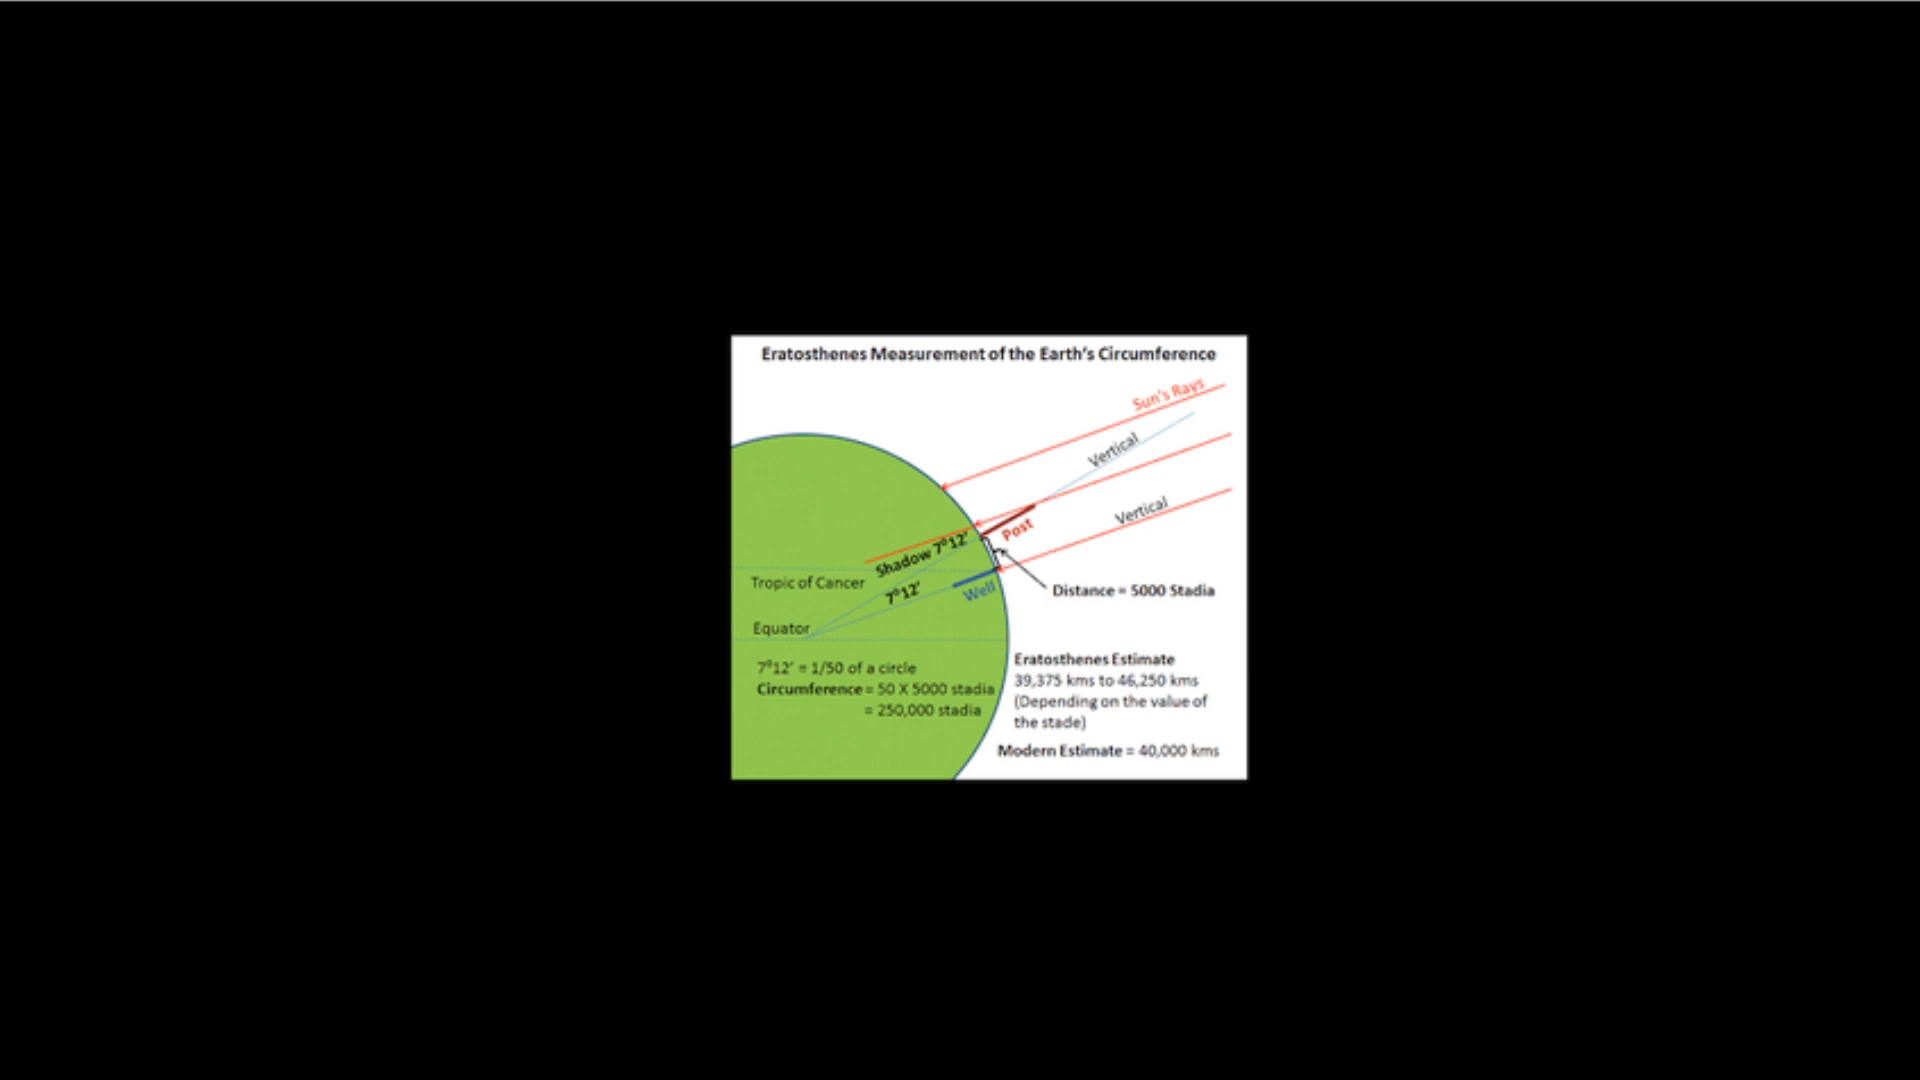 Eratosthenes Measurement of the Earth's Circumference
Sun's Rays
Vertical
Vertical
Post
Shadow 7°12'
Tropic of Cancer
7°12'
Well
Distance = 5000 Stadia
Equator
7°12' = 1/50 of a circle
Circumference = 50 X 5000 stadia
= 250,000 stadia
Eratosthenes Estimate
39,375 kms to 46,250 kms
(Depending on the value of
the stade)
Modern Estimate = 40,000 kms